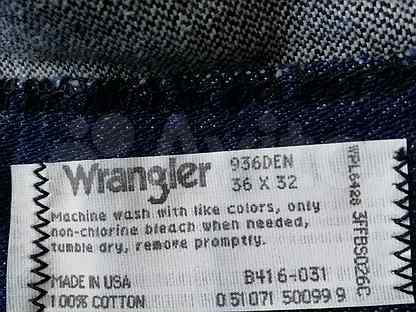 Wrangler
936DEN
36 X 32
Machine wash with like colors, only
non-chlorine bleach when needed,
tumble dry, remove promptly.
MADE IN USA
100% COTTON
B416-031
0 51071 50099 9
WPL6428